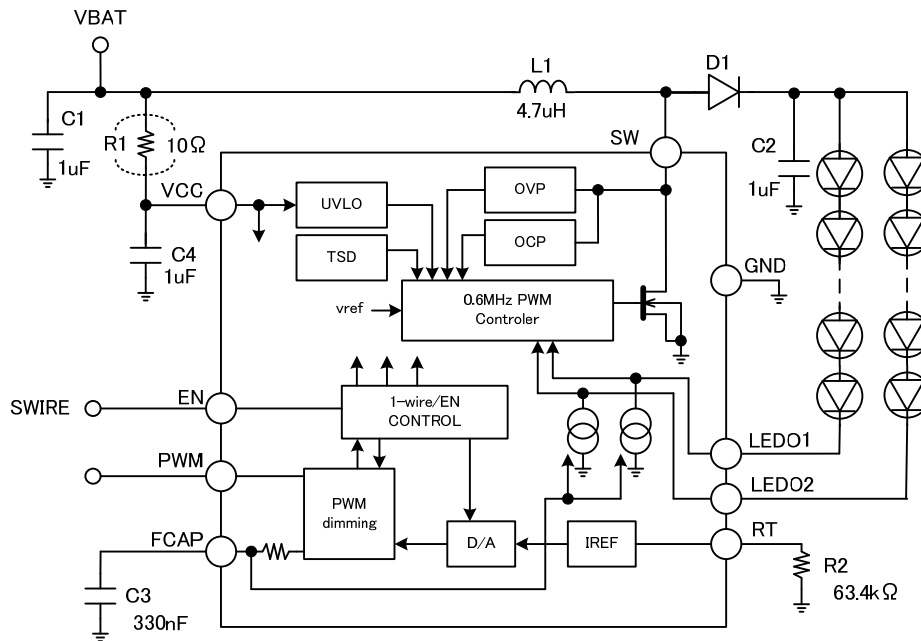 VBAT
L1
D1
4.7uH
C1
1uF
R1
10Ω
SW
C2
1uF
VCC
UVLO
OVP
TSD
OCP
C4
1uF
GND
vref
0.6MHz PWM
Controler
SWIRE
EN
1-wire/EN
CONTROL
LEDO1
PWM
LEDO2
PWM
dimming
FCAP
D/A
IREF
RT
C3
330nF
R2
63.4kΩ